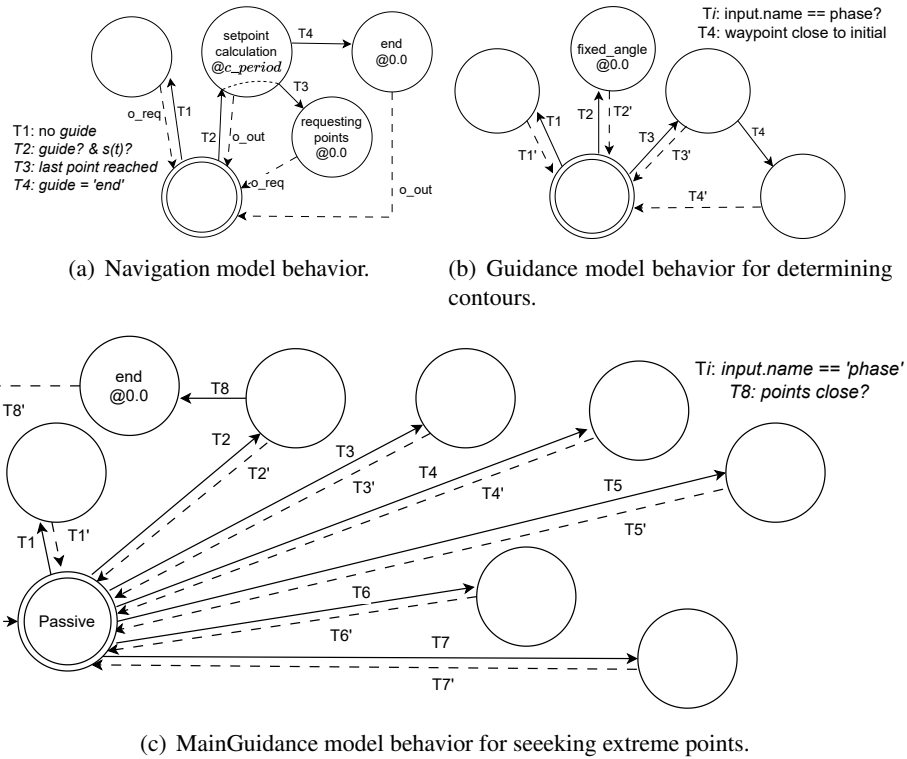 setpoint
calculation
@c_period
T4
end
@0.0
T3
o_req
T1
T2
o_out
requesting
points
@0.0
T1: no guide
T2: guide? & s(t)?
T3: last point reached
T4: guide = 'end'
o_req
o_out
(a) Navigation model behavior.
Ti: input.name == phase?
T4: waypoint close to initial
fixed_angle
@0.0
T1
T2
T2'
T3
T4
T1'
T3'
T4'
(b) Guidance model behavior for determining
contours.
end
@0.0
T8
T8'
Ti: input.name == 'phase'
T8: points close?
T2
T2'
T3
T3'
T4
T4'
T5
T5'
T1
T1'
Passive
T6
T6'
T7
T7'
(c) MainGuidance model behavior for seeeking extreme points.